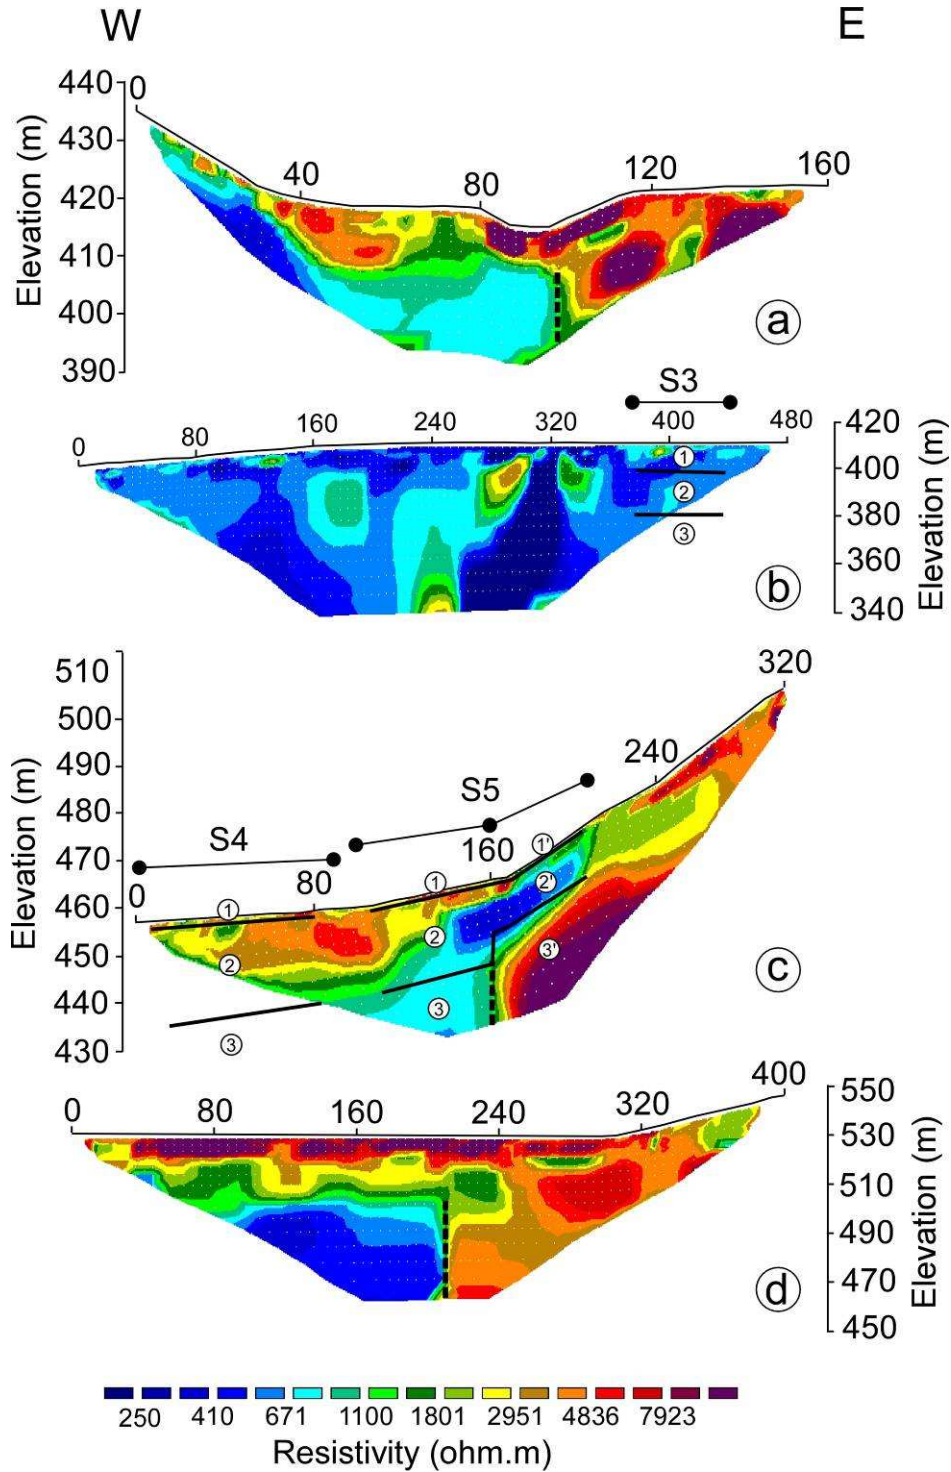 W E
440 0
430
420 40 80 120 160
410
400
390
Elevation (m)
a
S3
0 80 160 240 320 400 480
420
400
380
360
340
Elevation (m)
1
2
3
b
510
500
490
480
470
460
450
440
430
Elevation (m)
320
240
S5
S4
160
0 80
1 1 1'
2 2 2'
3 3 3'
c
0 80 160 240 320 400
550
530
510
490
470
450
Elevation (m)
d
250 410 671 1100 1801 2951 4836 7923
Resistivity (ohm.m)